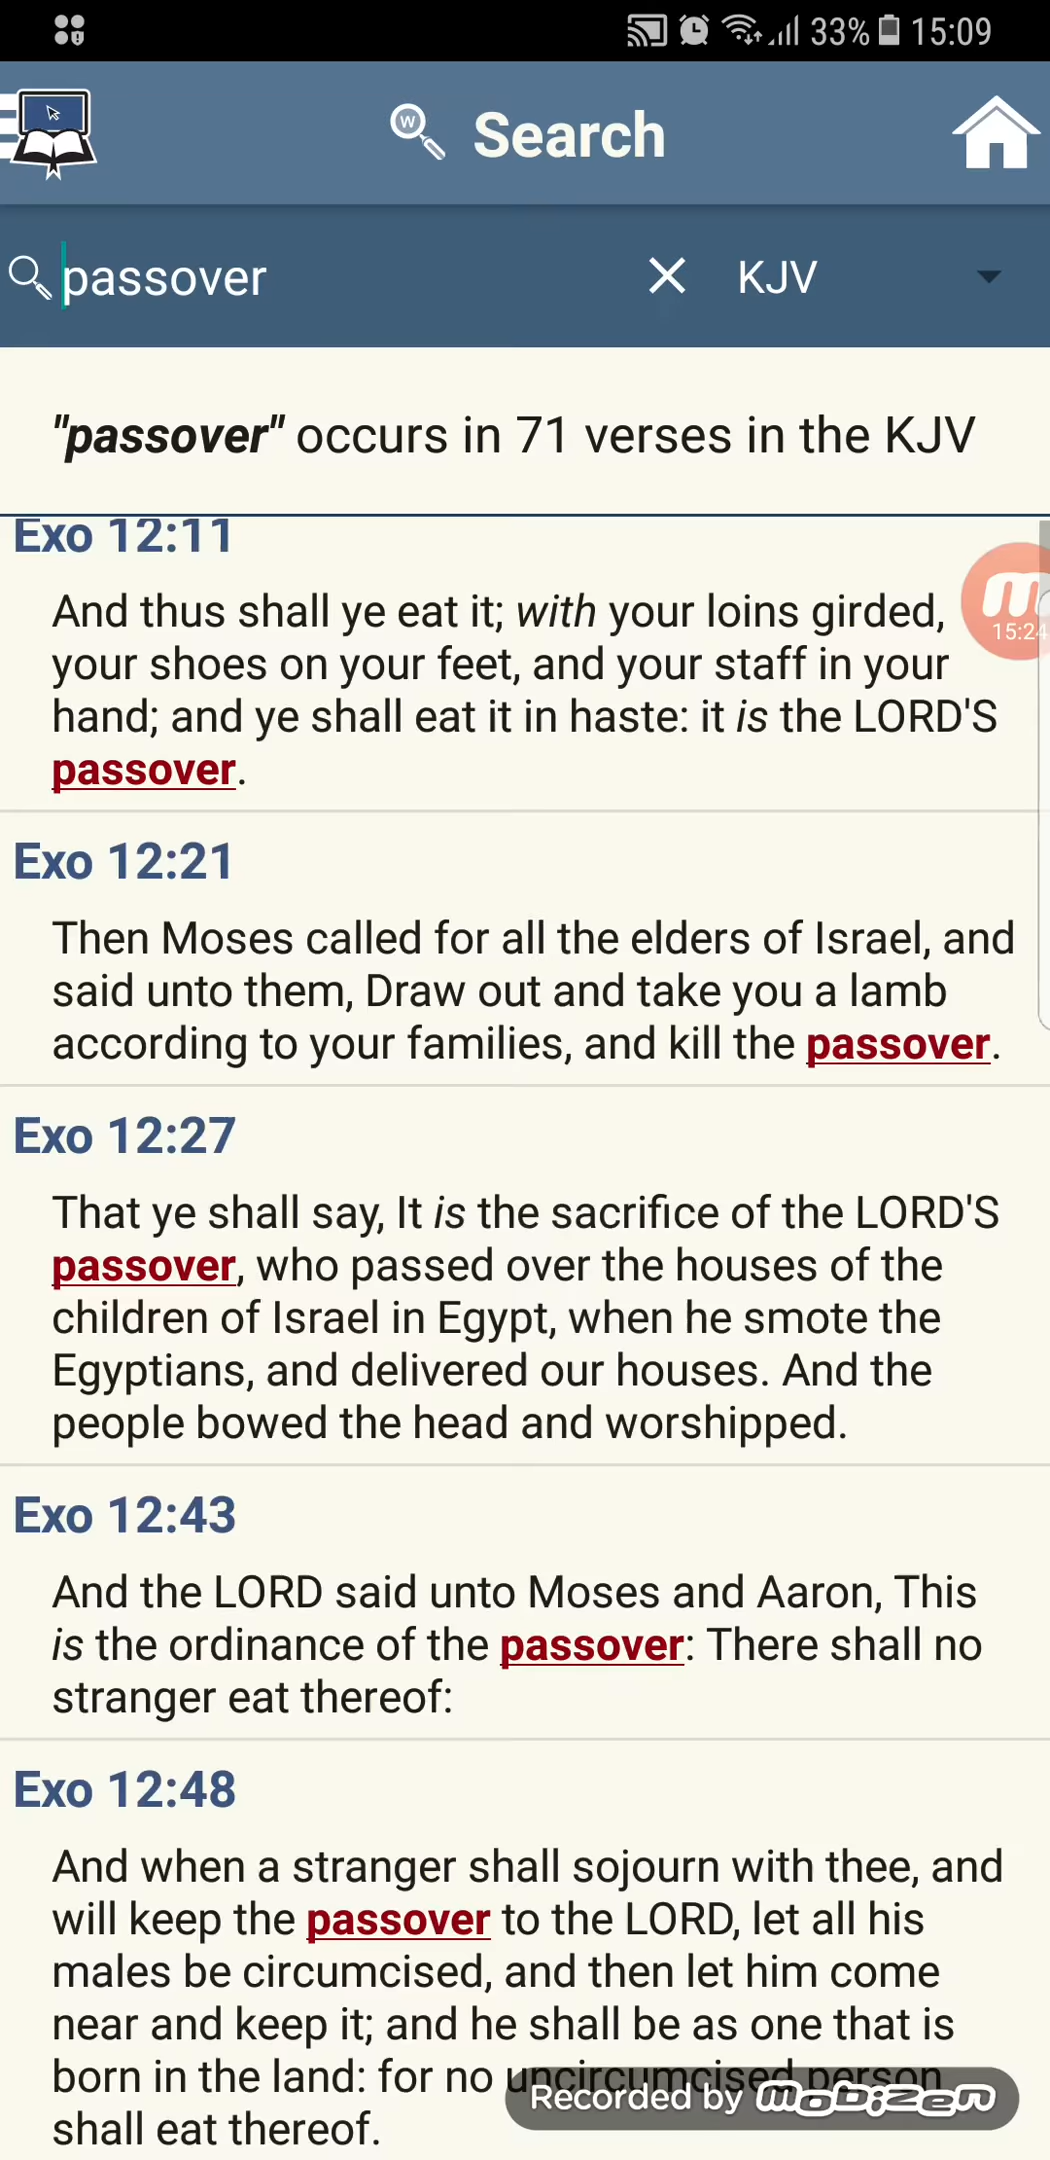 33% 15:09
W Search
passover KJV
"passover" occurs in 71 verses in the KJV
Exo 12:11
And thus shall ye eat it; with your loins girded,
your shoes on your feet, and your staff in your
hand; and ye shall eat it in haste: it is the LORD'S
passover.
15:24
Exo 12:21
Then Moses called for all the elders of Israel, and
said unto them, Draw out and take you a lamb
according to your families, and kill the passover.
Exo 12:27
That ye shall say, It is the sacrifice of the LORD'S
passover, who passed over the houses of the
children of Israel in Egypt, when he smote the
Egyptians, and delivered our houses. And the
people bowed the head and worshipped.
Exo 12:43
And the LORD said unto Moses and Aaron, This
is the ordinance of the passover: There shall no
stranger eat thereof:
Exo 12:48
And when a stranger shall sojourn with thee, and
will keep the passover to the LORD, let all his
males be circumcised, and then let him come
near and keep it; and he shall be as one that is
born in the land: for no uncircumcised person
shall eat thereof.
Recorded by mobizen